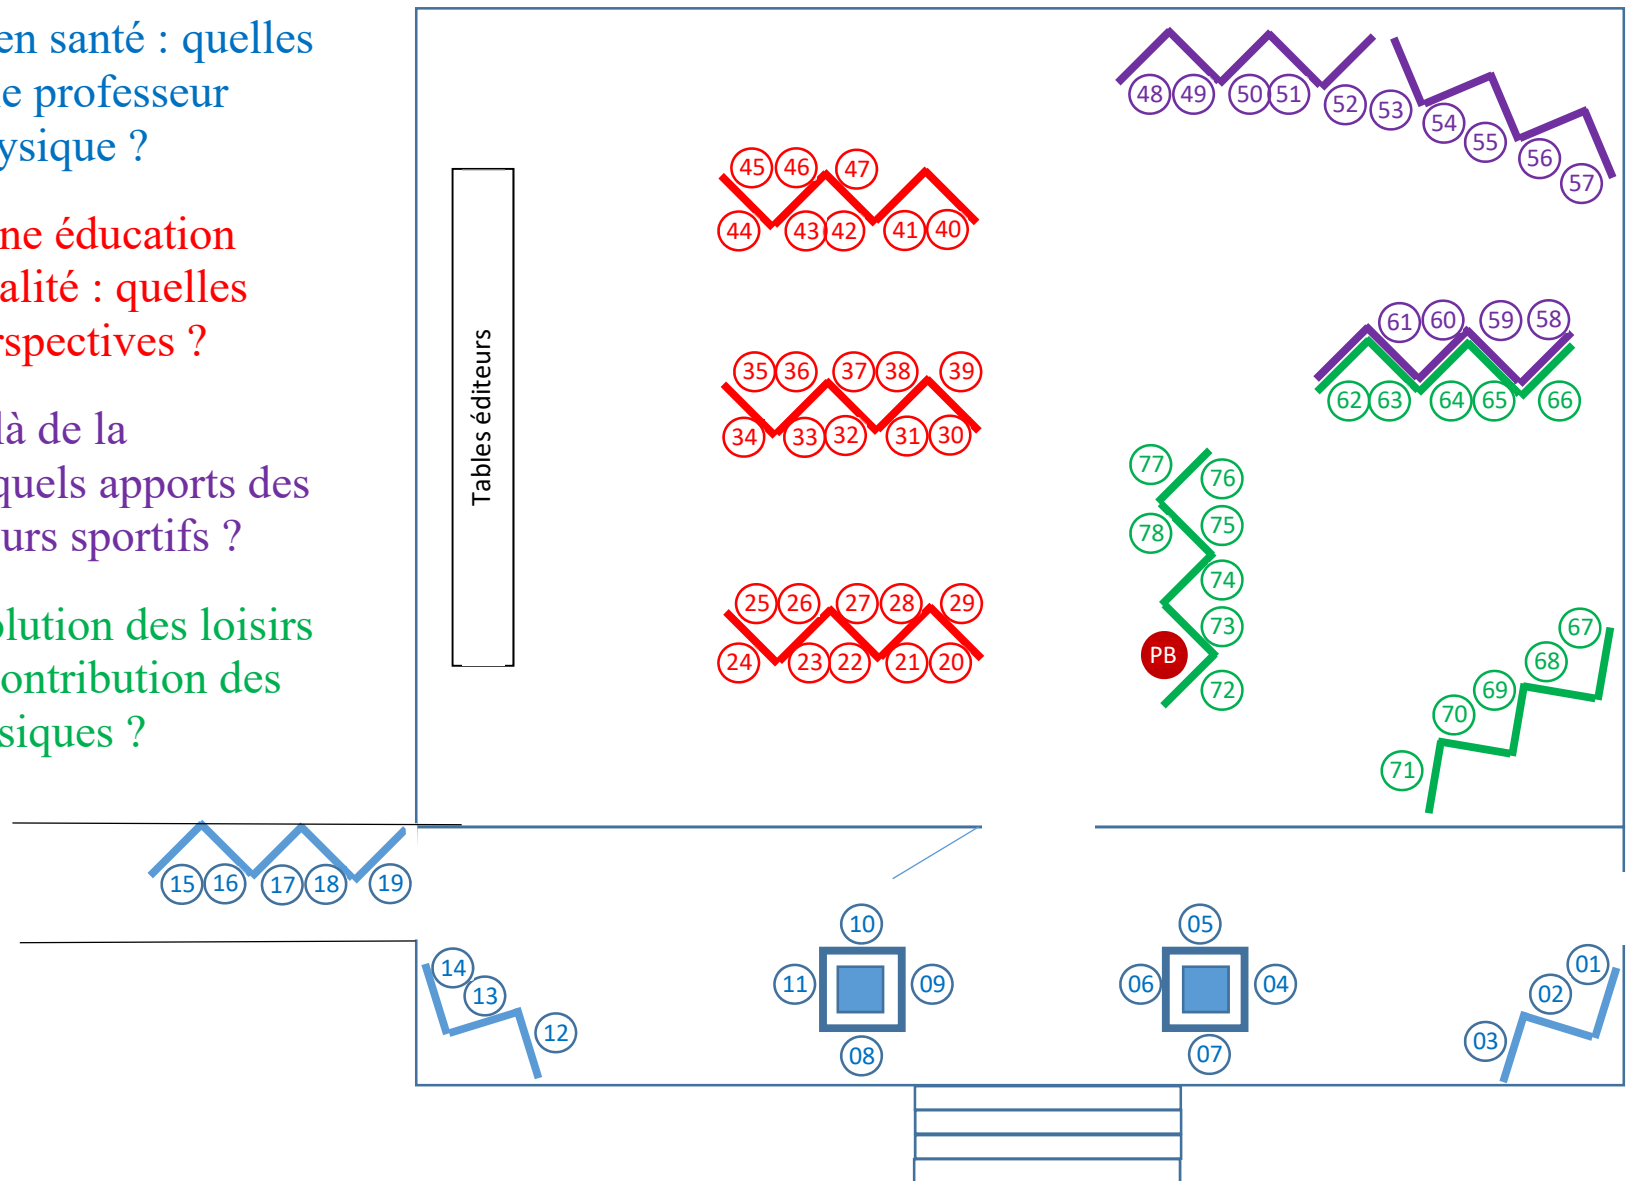 en santé : quelles
e professeur
ysique ?
ne éducation
alité : quelles
rspectives ?
là de la
quels apports des
urs sportifs ?
olution des loisirs
ontribution des
siques ?
Tables éditeurs
48 49 50 51 52 53 54 55 56 57
45 46 47
44 43 42 41 40
61 60 59 58
62 63 64 65 66
35 36 37 38 39
34 33 32 31 30
77 76
78 75
74
73
PB
72
25 26 27 28 29
24 23 22 21 20
67
68
69
70
71
15 16 17 18 19
14
13
12
10
11 09
08
05
06 04
07
01
02
03